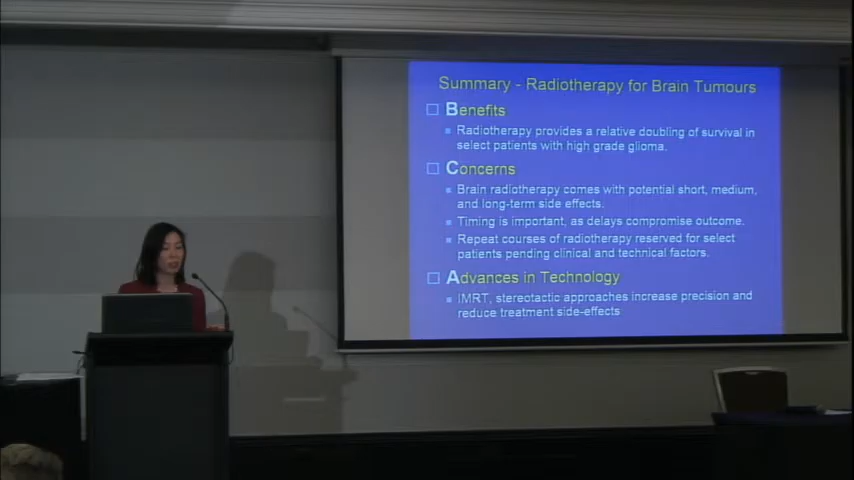 Summary - Radiotherapy for Brain Tumours
Benefits
Radiotherapy provides a relative doubling of survival in
select patients with high grade glioma.
Concerns
Brain radiotherapy comes with potential short, medium,
and long-term side effects.
Timing is important, as delays compromise outcome.
Repeat courses of radiotherapy reserved for select
patients pending clinical and technical factors.
Advances in Technology
IMRT, stereotactic approaches increase precision and
reduce treatment side-effects